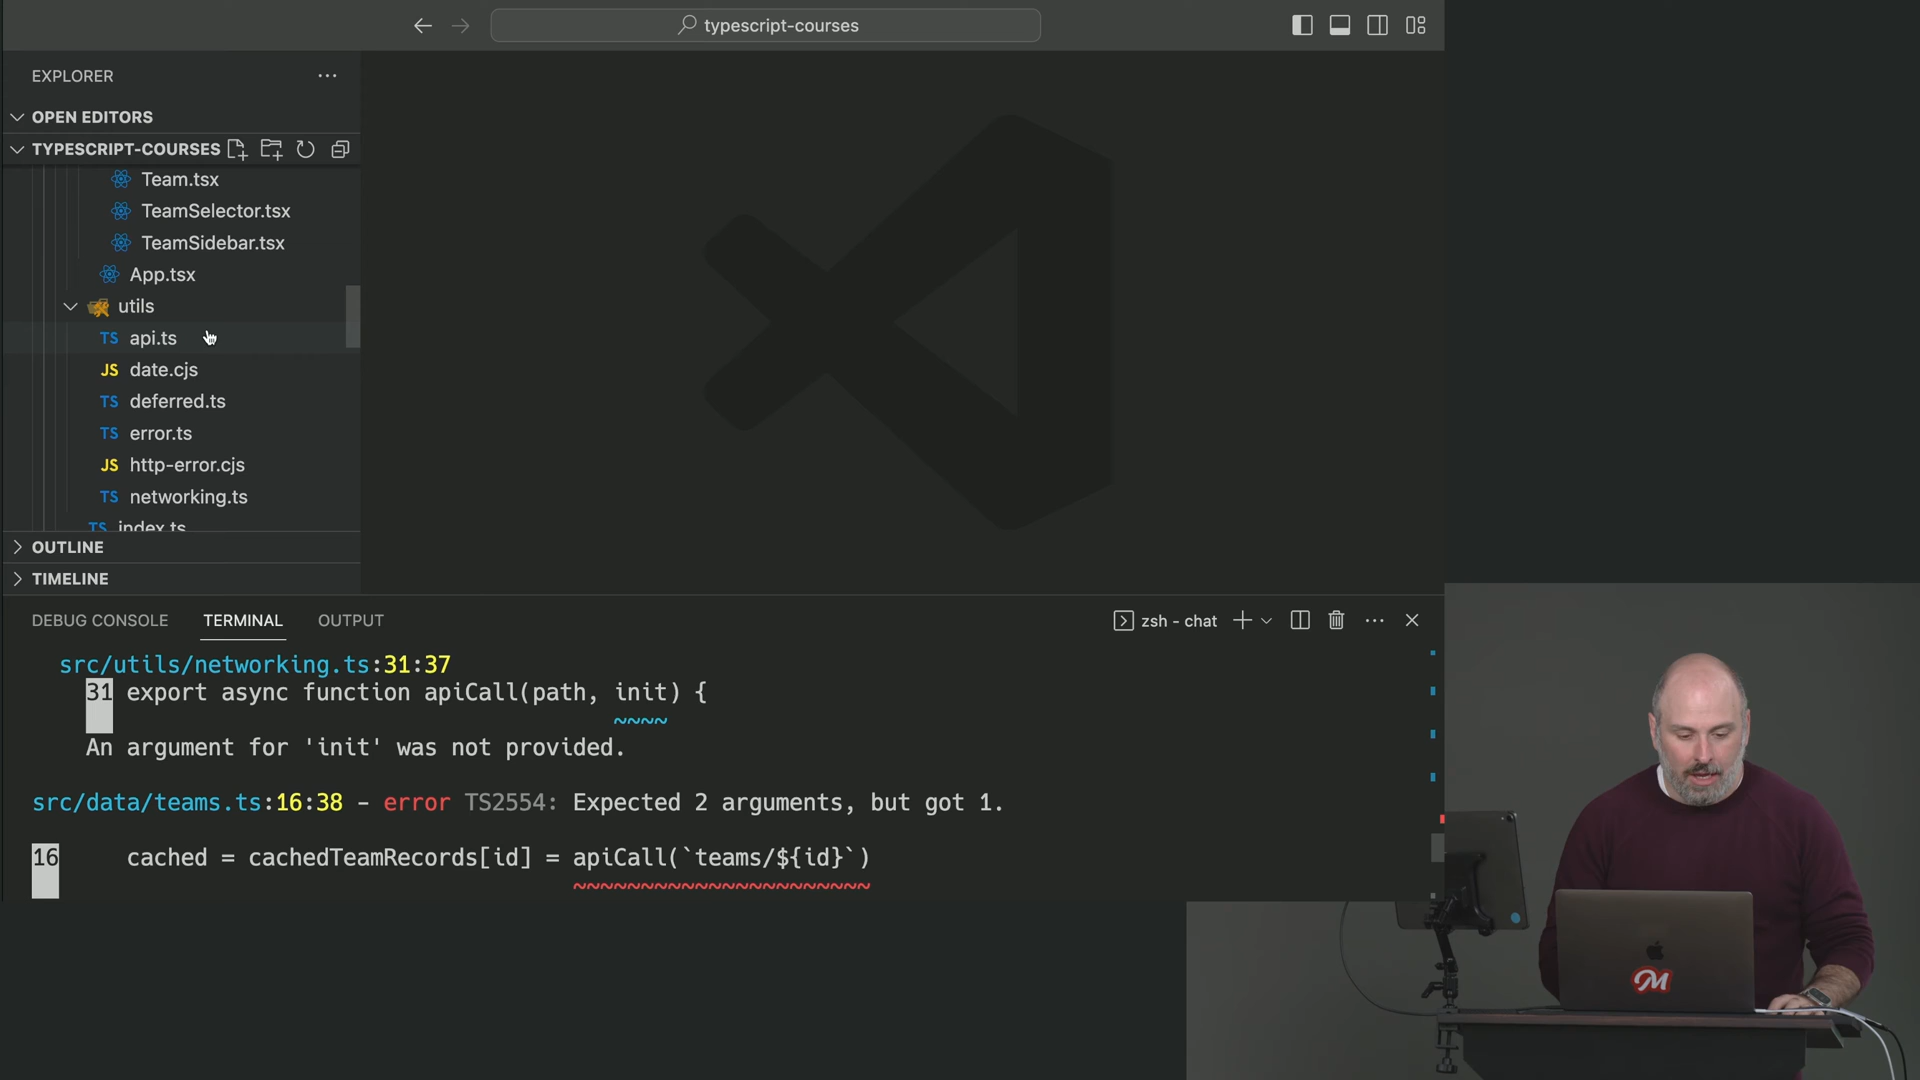 typescript-courses
EXPLORER
OPEN EDITORS
TYPESCRIPT-COURSES
Team.tsx
TeamSelector.tsx
TeamSidebar.tsx
App.tsx
utils
TS api.ts
JS date.cjs
TS deferred.ts
TS error.ts
JS http-error.cjs
TS networking.ts
TS index.ts
OUTLINE
TIMELINE
DEBUG CONSOLE TERMINAL OUTPUT zsh - chat
src/utils/networking.ts:31:37
31 export async function apiCall(path, init) {
~~~~
An argument for 'init' was not provided.
src/data/teams.ts:16:38 - error TS2554: Expected 2 arguments, but got 1.
16 cached = cachedTeamRecords[id] = apiCall(`teams/${id}`)
~~~~~~~~~~~~~~~~~~~~~~
M